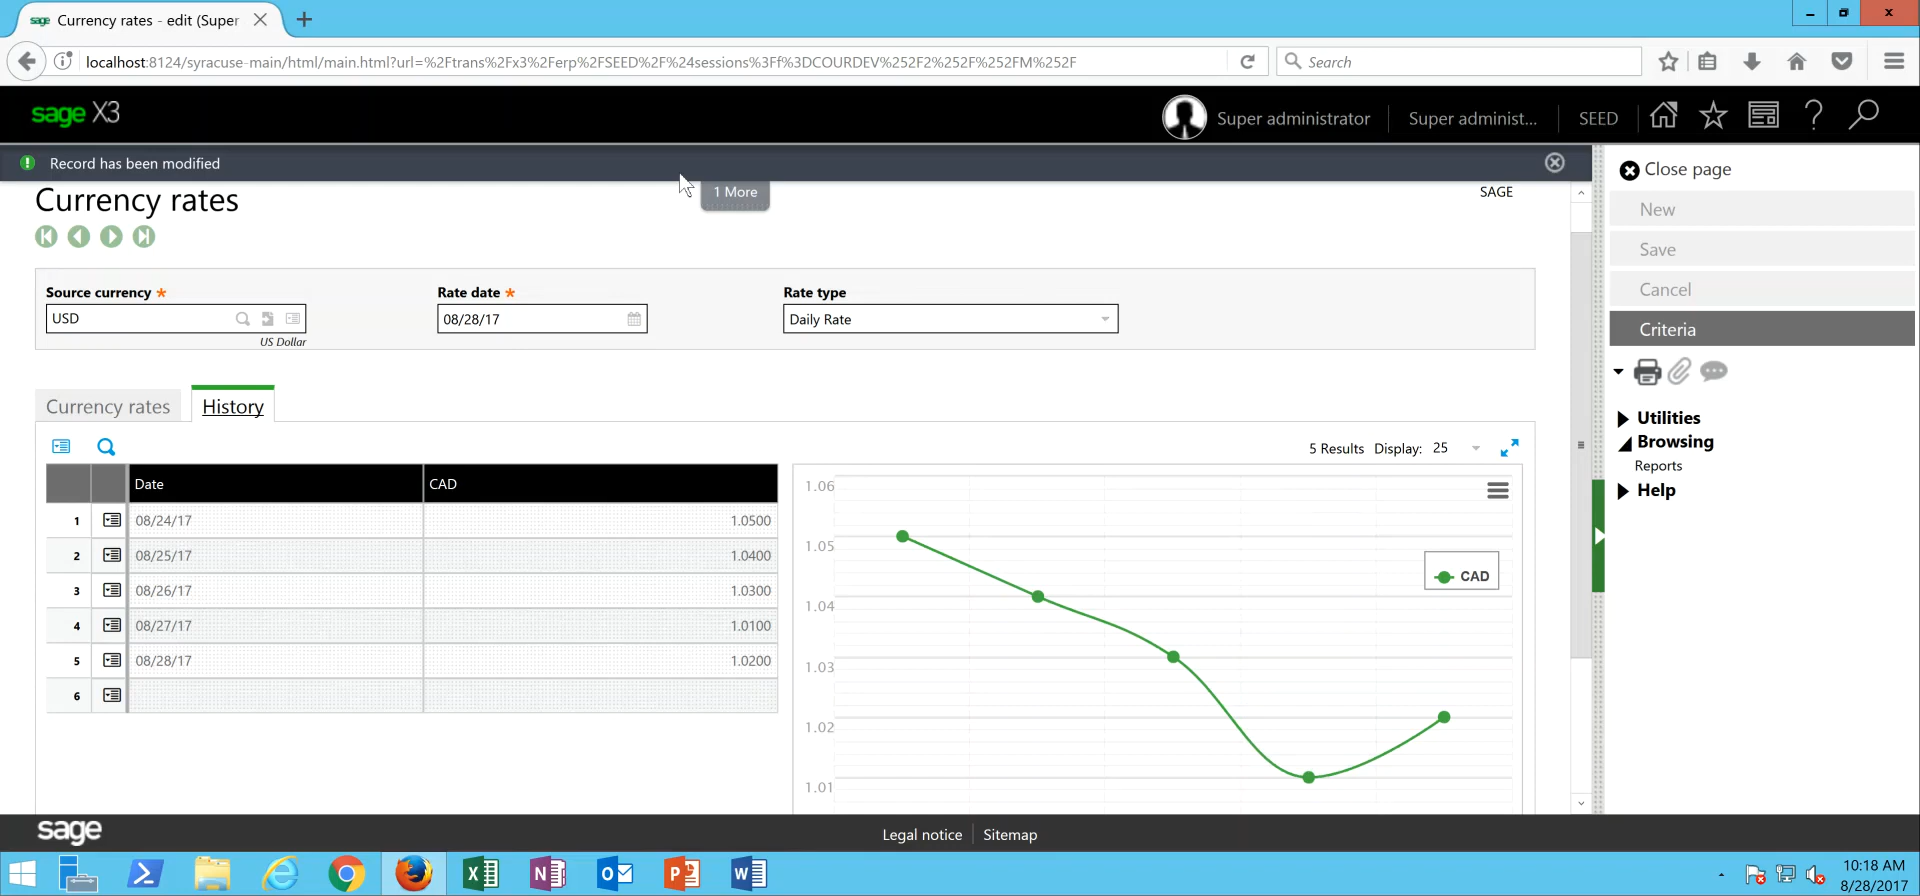 sage Currency rates - edit (Super
localhost:8124/syracuse-main/html/main.html?url=%2Ftrans%2Fx3%2Ferp%2FSEED%2F%24sessions%3Ff%3DCOURDEV%252F2%252F%252FM%252F
Search
sage X3
Super administrator
Super administ...
SEED
Record has been modified
1 More
SAGE
Currency rates
Source currency *
Rate date *
Rate type
USD
08/28/17
Daily Rate
US Dollar
Currency rates
History
5 Results Display: 25
Date CAD
1 08/24/17 1.0500
2 08/25/17 1.0400
3 08/26/17 1.0300
4 08/27/17 1.0100
5 08/28/17 1.0200
6
1.06
1.05
1.04
1.03
1.02
1.01
CAD
Close page
New
Save
Cancel
Criteria
Utilities
Browsing
Reports
Help
sage
Legal notice
Sitemap
10:18 AM
8/28/2017